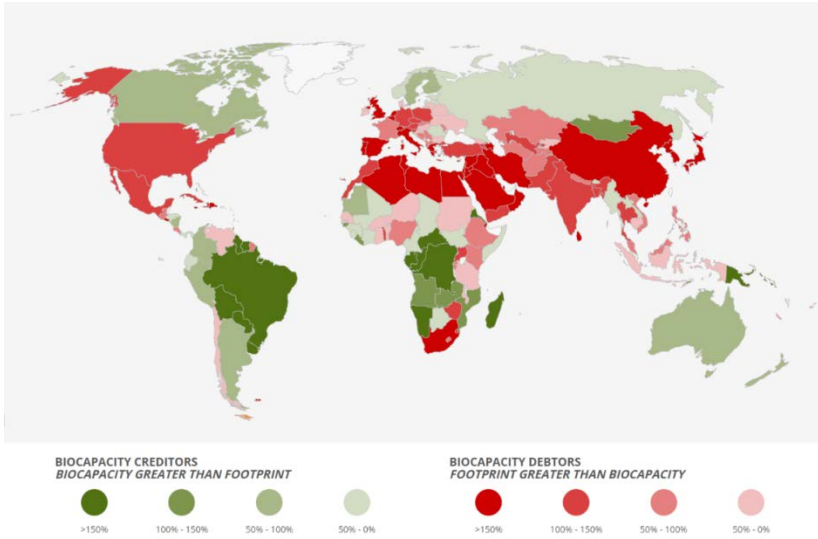 BIOCAPACITY CREDITORS
BIOCAPACITY GREATER THAN FOOTPRINT
>150%
100% - 150%
50% - 100%
50% - 0%
BIOCAPACITY DEBTORS
FOOTPRINT GREATER THAN BIOCAPACITY
>150%
100% - 150%
50% - 100%
50% - 0%